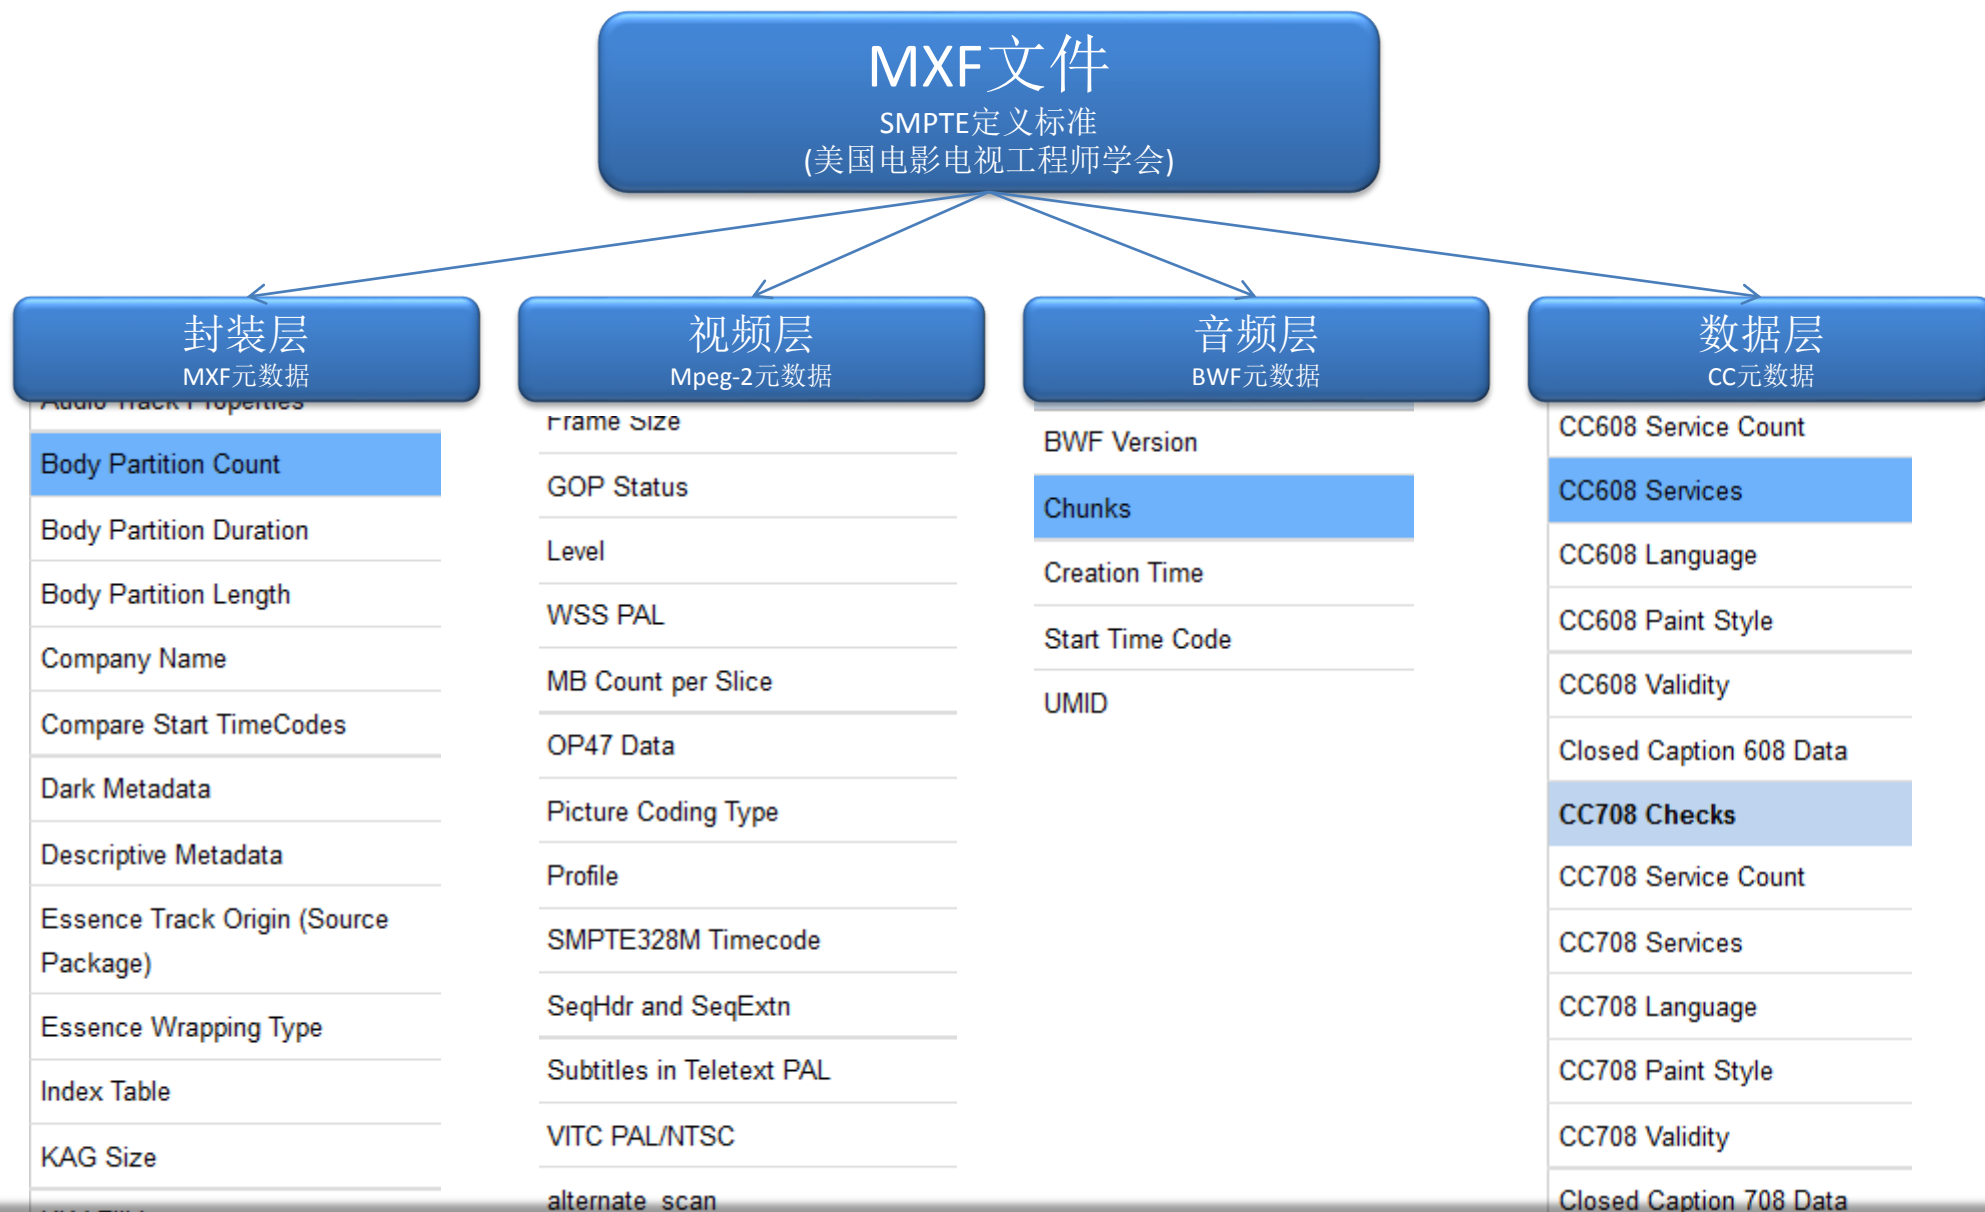 MXF文件
SMPTE定义标准
(美国电影电视工程师学会)
封装层
MXF元数据
Audio Track Properties
Body Partition Count
Body Partition Duration
Body Partition Length
Company Name
Compare Start TimeCodes
Dark Metadata
Descriptive Metadata
Essence Track Origin (Source
Package)
Essence Wrapping Type
Index Table
KAG Size
视频层
Mpeg-2元数据
Frame Size
GOP Status
Level
WSS PAL
MB Count per Slice
OP47 Data
Picture Coding Type
Profile
SMPTE328M Timecode
SeqHdr and SeqExtn
Subtitles in Teletext PAL
VITC PAL/NTSC
alternate_scan
音频层
BWF元数据
BWF Version
Chunks
Creation Time
Start Time Code
UMID
数据层
CC元数据
CC608 Service Count
CC608 Services
CC608 Language
CC608 Paint Style
CC608 Validity
Closed Caption 608 Data
CC708 Checks
CC708 Service Count
CC708 Services
CC708 Language
CC708 Paint Style
CC708 Validity
Closed Caption 708 Data